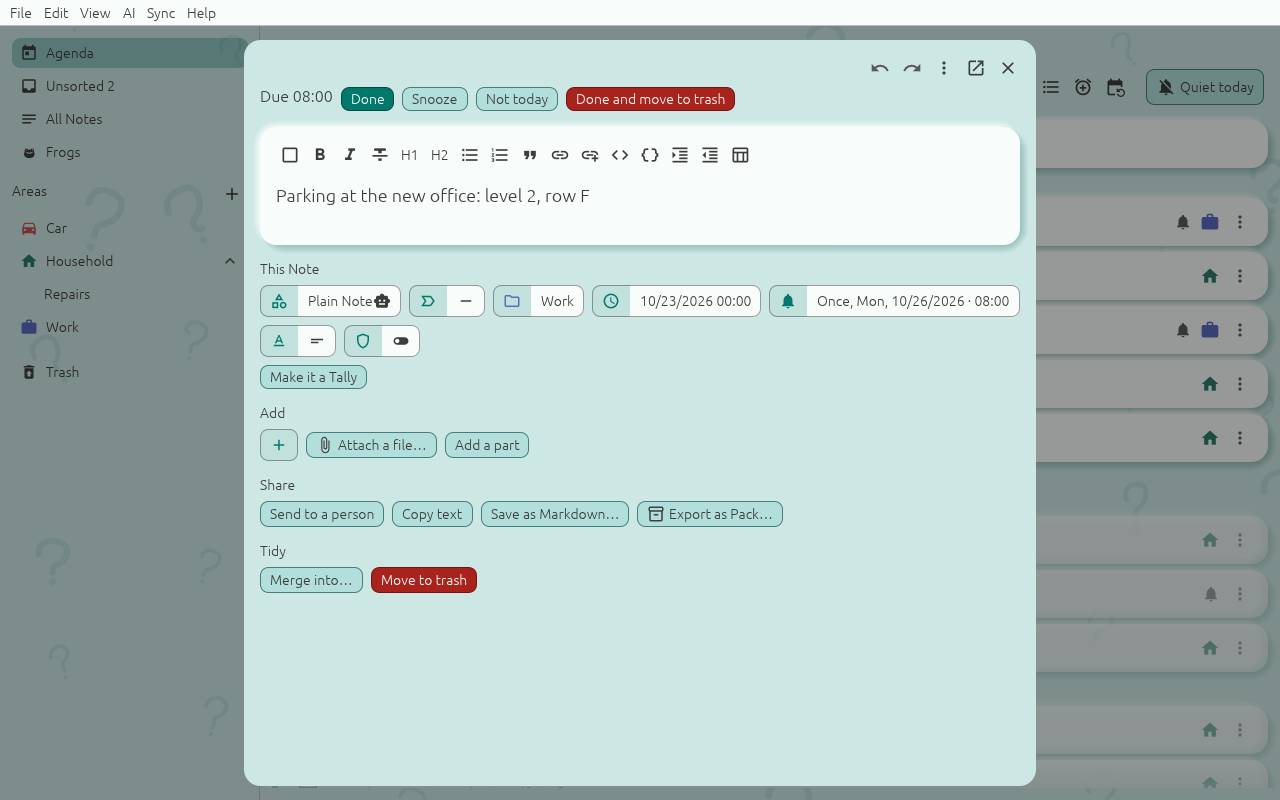 File Edit View AI Sync Help
Agenda
Unsorted 2
All Notes
Frogs
Areas
Car
Household
Repairs
Work
Trash
Quiet today
Due 08:00 Done Snooze Not today Done and move to trash
B I S H1 H2
Parking at the new office: level 2, row F
This Note
Plain Note Work 10/23/2026 00:00 Once, Mon, 10/26/2026 · 08:00
Make it a Tally
Add
Attach a file... Add a part
Share
Send to a person Copy text Save as Markdown... Export as Pack...
Tidy
Merge into... Move to trash